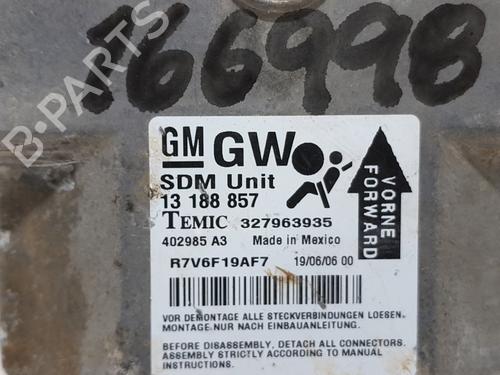 J66998
GM GW
SDM Unit
13 188 857
TEMIC 327963935
402985 A3 Made in Mexico
R7V6F19AF7 19/06/06 00
VORNE
FORWARD
VOR DEMONTAGE ALLE STECKVERBINDUNGEN LOESEN.
MONTAGE NUR NACH EINBAUANLEITUNG.
BEFORE DISASSEMBLY, DETACH ALL CONNECTORS.
ASSEMBLY STRICTLY ACCORDING TO MANUAL
INSTRUCTIONS.